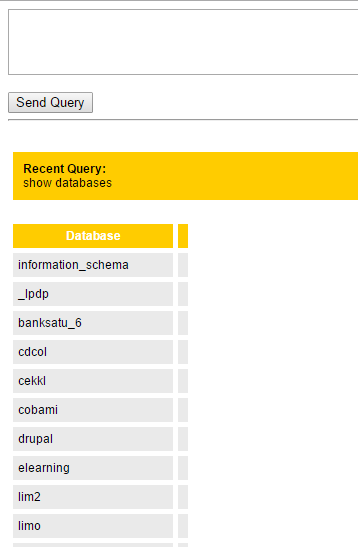 Send Query
Recent Query:
show databases
Database
information_schema
_lpdp
banksatu_6
cdcol
cekkl
cobami
drupal
elearning
lim2
limo